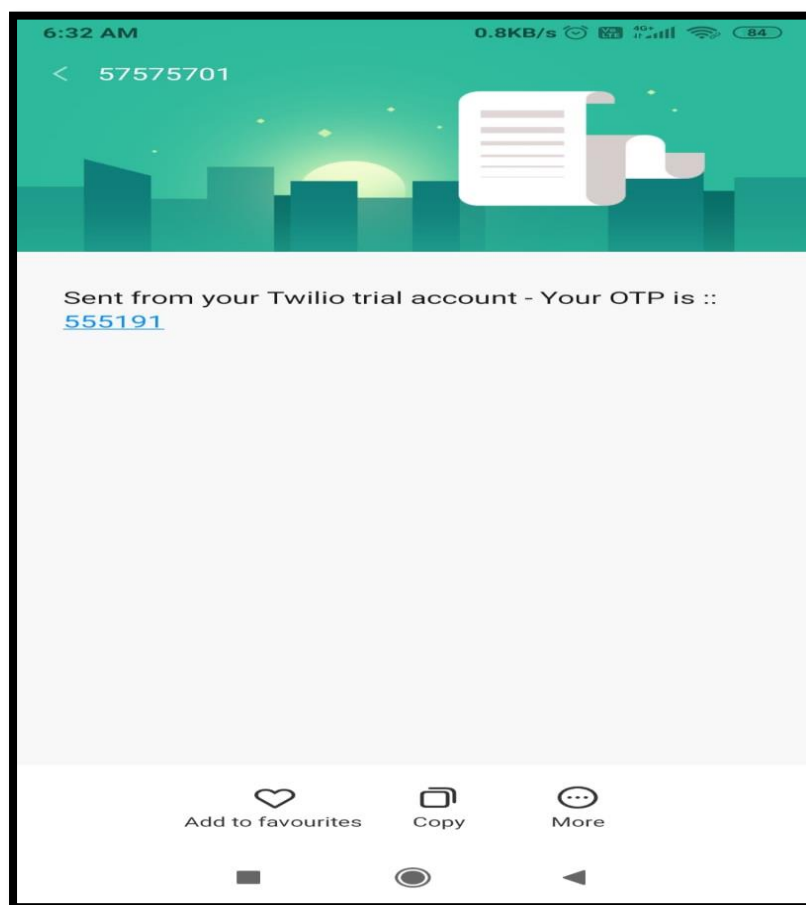 6:32 AM 0.8KB/s 4G+ 84
57575701
Sent from your Twilio trial account - Your OTP is ::
555191
Add to favourites Copy More